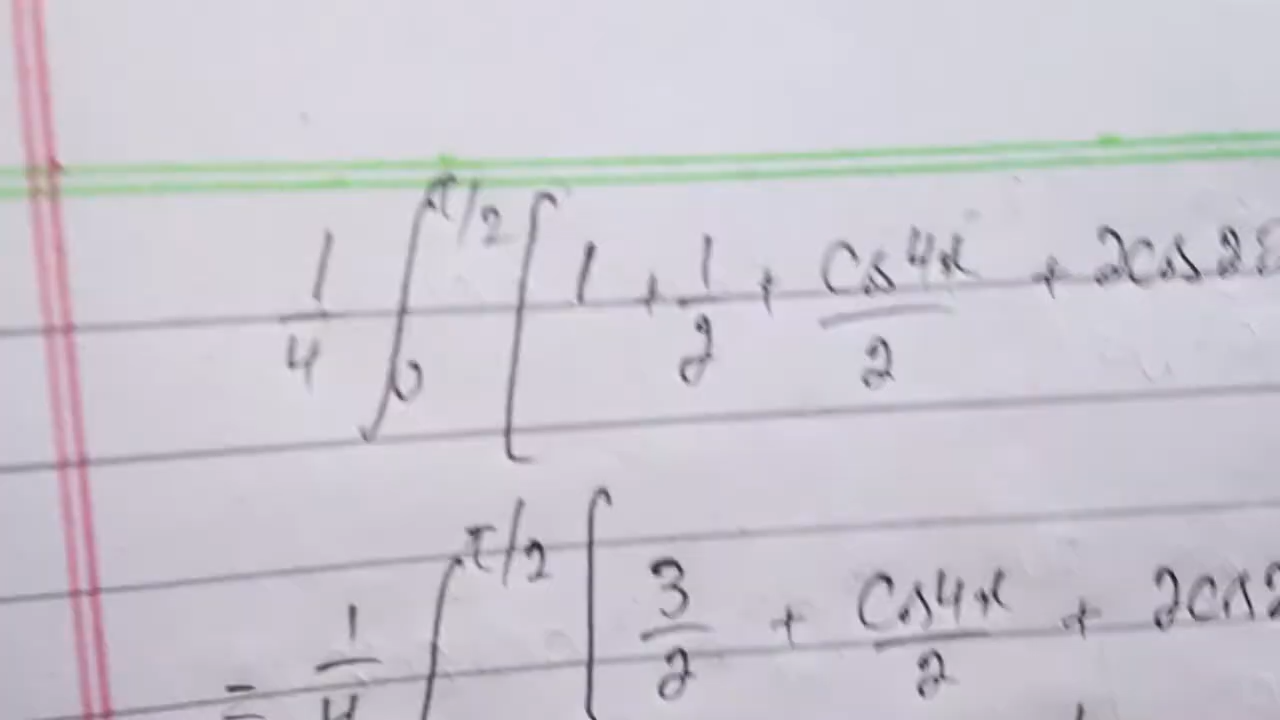 1/4 ∫₀^π/2 [ 1 + 1/2 + Cos4x/2 + 2cos2
= 1/4 ∫^π/2 [ 3/2 + Cos4x/2 + 2cos2